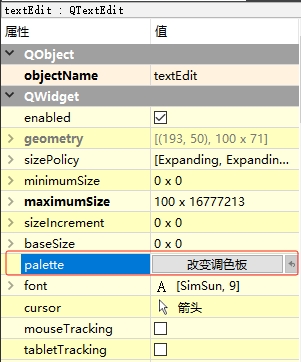 textEdit : QTextEdit
属性 值
QObject
objectName textEdit
QWidget
enabled
geometry [(193, 50), 100 x 71]
sizePolicy [Expanding, Expandin...
minimumSize 0 x 0
maximumSize 100 x 16777213
sizeIncrement 0 x 0
baseSize 0 x 0
palette 改变调色板
font A [SimSun, 9]
cursor 箭头
mouseTracking
tabletTracking